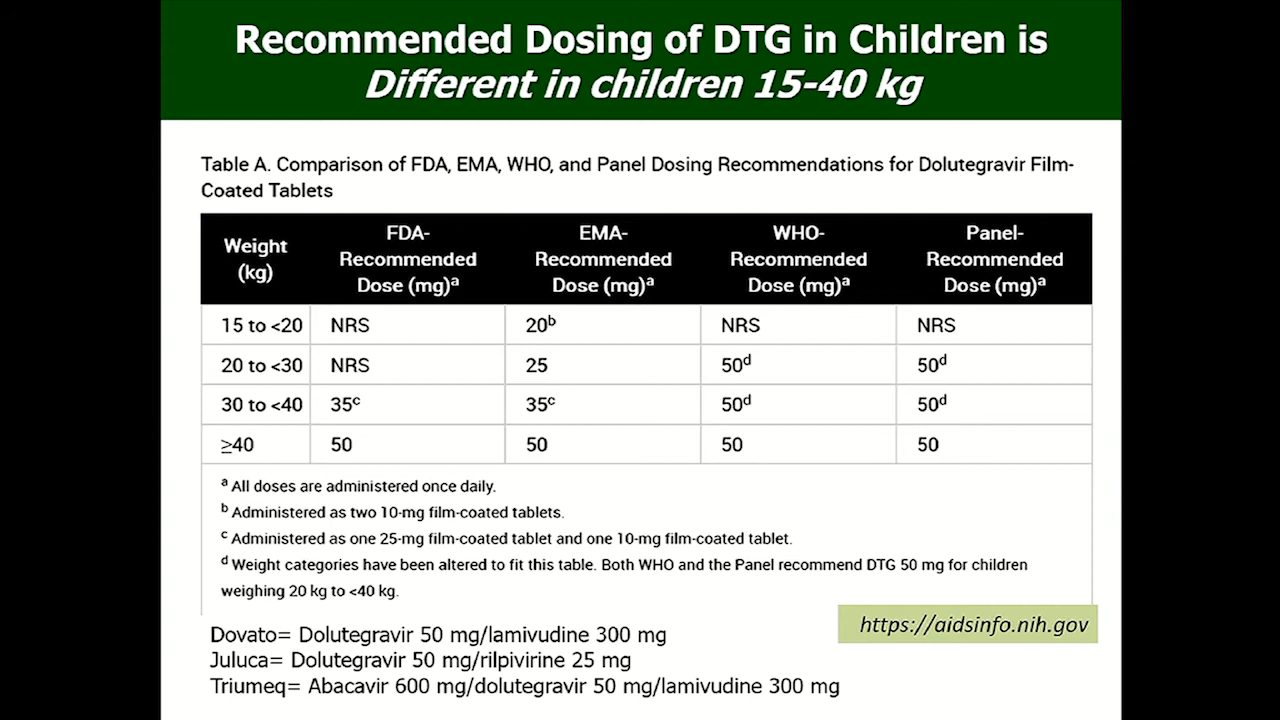 Recommended Dosing of DTG in Children is
Different in children 15-40 kg
Table A. Comparison of FDA, EMA, WHO, and Panel Dosing Recommendations for Dolutegravir Film-
Coated Tablets
Weight (kg) FDA-Recommended Dose (mg)ᵃ EMA-Recommended Dose (mg)ᵃ WHO-Recommended Dose (mg)ᵃ Panel-Recommended Dose (mg)ᵃ
15 to <20 NRS 20ᵇ NRS NRS
20 to <30 NRS 25 50ᵈ 50ᵈ
30 to <40 35ᶜ 35ᶜ 50ᵈ 50ᵈ
≥40 50 50 50 50
ᵃ All doses are administered once daily.
ᵇ Administered as two 10-mg film-coated tablets.
ᶜ Administered as one 25-mg film-coated tablet and one 10-mg film-coated tablet.
ᵈ Weight categories have been altered to fit this table. Both WHO and the Panel recommend DTG 50 mg for children
weighing 20 kg to <40 kg.
https://aidsinfo.nih.gov
Dovato= Dolutegravir 50 mg/lamivudine 300 mg
Juluca= Dolutegravir 50 mg/rilpivirine 25 mg
Triumeq= Abacavir 600 mg/dolutegravir 50 mg/lamivudine 300 mg